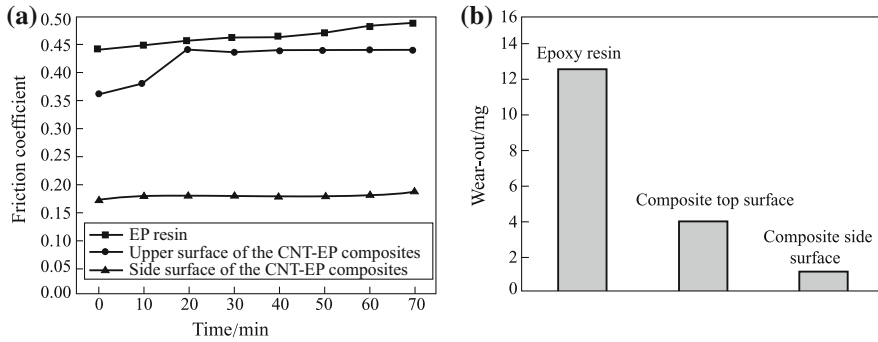 (a)
0.50
0.45
0.40
0.35
0.30
0.25
0.20
0.15
0.10
0.05
0.00
Friction coefficient
EP resin
Upper surface of the CNT-EP composites
Side surface of the CNT-EP composites
0 10 20 30 40 50 60 70
Time/min
(b)
16
14
12
10
8
6
4
2
0
Wear-out/mg
Epoxy resin
Composite top surface
Composite side
surface